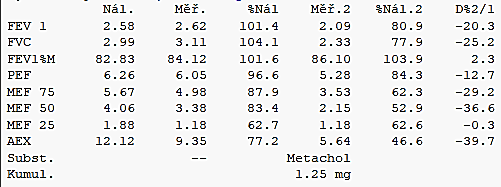 Nál. Měř. %Nál Měř.2 %Nál.2 D%2/1
FEV 1 2.58 2.62 101.4 2.09 80.9 -20.3
FVC 2.99 3.11 104.1 2.33 77.9 -25.2
FEV1%M 82.83 84.12 101.6 86.10 103.9 2.3
PEF 6.26 6.05 96.6 5.28 84.3 -12.7
MEF 75 5.67 4.98 87.9 3.53 62.3 -29.2
MEF 50 4.06 3.38 83.4 2.15 52.9 -36.6
MEF 25 1.88 1.18 62.7 1.18 62.6 -0.3
AEX 12.12 9.35 77.2 5.64 46.6 -39.7
Subst. -- Metachol
Kumul. 1.25 mg